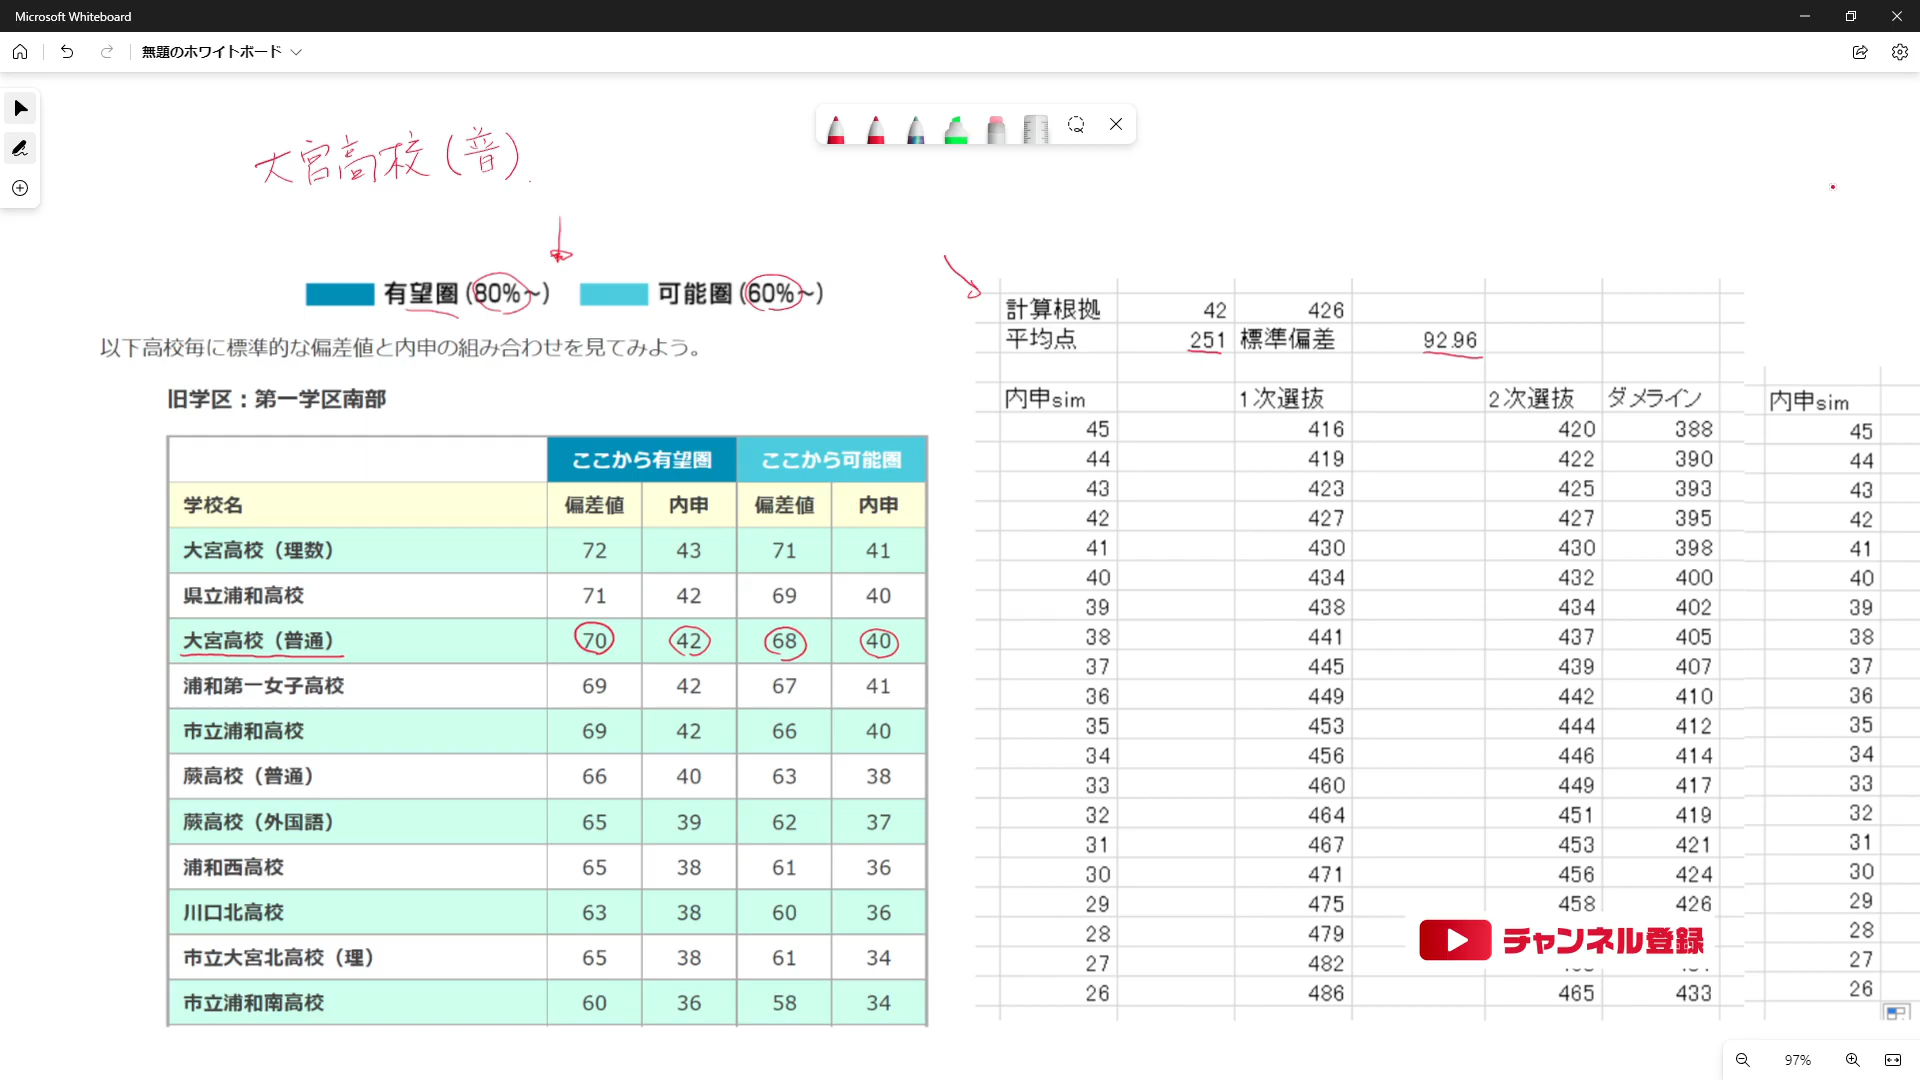 Microsoft Whiteboard
無題のホワイトボード
大宮高校(普)
有望圏(80%~) 可能圏(60%~)
以下高校毎に標準的な偏差値と内申の組み合わせを見てみよう。
旧学区:第一学区南部
ここから有望圏 ここから可能圏
学校名 偏差値 内申 偏差値 内申
大宮高校(理数) 72 43 71 41
県立浦和高校 71 42 69 40
大宮高校(普通) 70 42 68 40
浦和第一女子高校 69 42 67 41
市立浦和高校 69 42 66 40
蕨高校(普通) 66 40 63 38
蕨高校(外国語) 65 39 62 37
浦和西高校 65 38 61 36
川口北高校 63 38 60 36
市立大宮北高校(理) 65 38 61 34
市立浦和南高校 60 36 58 34
計算根拠 42 426
平均点 251 標準偏差 92.96
内申sim 1次選抜 2次選抜 ダメライン
45 416 420 388
44 419 422 390
43 423 425 393
42 427 427 395
41 430 430 398
40 434 432 400
39 438 434 402
38 441 437 405
37 445 439 407
36 449 442 410
35 453 444 412
34 456 446 414
33 460 449 417
32 464 451 419
31 467 453 421
30 471 456 424
29 475 458 426
28 479
27 482
26 486 465 433
チャンネル登録
内申sim
45
44
43
42
41
40
39
38
37
36
35
34
33
32
31
30
29
28
27
26
97%